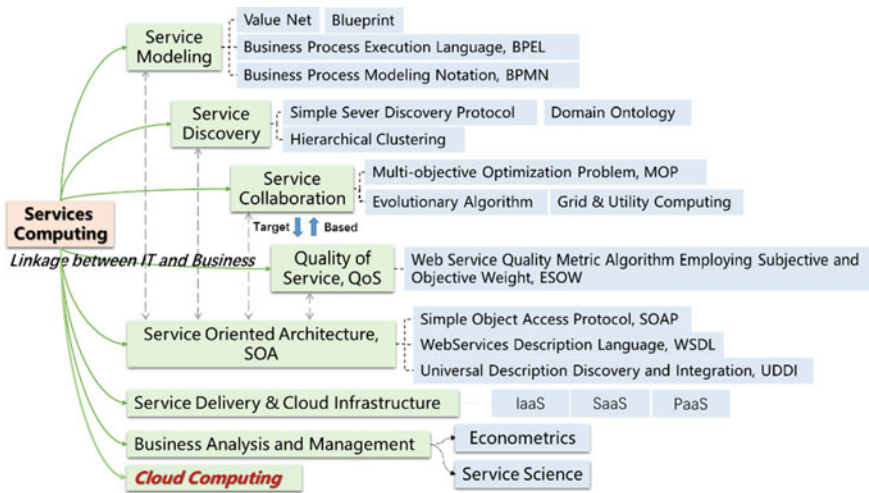 Service
Modeling
Value Net
Blueprint
Business Process Execution Language, BPEL
Business Process Modeling Notation, BPMN
Service
Discovery
Simple Sever Discovery Protocol
Domain Ontology
Hierarchical Clustering
Service
Collaboration
Multi-objective Optimization Problem, MOP
Evolutionary Algorithm
Grid & Utility Computing
Services
Computing
Linkage between IT and Business
Target
Based
Quality of
Service, QoS
Web Service Quality Metric Algorithm Employing Subjective and
Objective Weight, ESOW
Service Oriented Architecture,
SOA
Simple Object Access Protocol, SOAP
WebServices Description Language, WSDL
Universal Description Discovery and Integration, UDDI
Service Delivery & Cloud Infrastructure
IaaS
SaaS
PaaS
Business Analysis and Management
Econometrics
Service Science
Cloud Computing